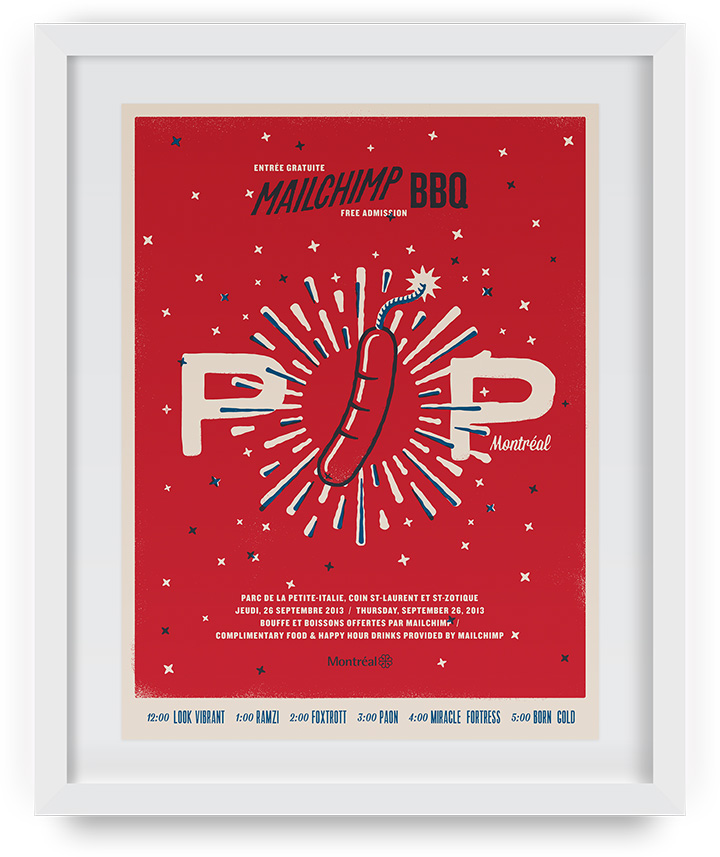 ENTRÉE GRATUITE
MAILCHIMP BBQ
FREE ADMISSION
P P
Montréal
PARC DE LA PETITE-ITALIE, COIN ST-LAURENT ET ST-ZOTIQUE
JEUDI, 26 SEPTEMBRE 2013 / THURSDAY, SEPTEMBER 26, 2013
BOUFFE ET BOISSONS OFFERTES PAR MAILCHIMP /
COMPLIMENTARY FOOD & HAPPY HOUR DRINKS PROVIDED BY MAILCHIMP
Montréal
12:00 LOOK VIBRANT 1:00 RAMZI 2:00 FOXTROTT 3:00 PAON 4:00 MIRACLE FORTRESS 5:00 BORN GOLD